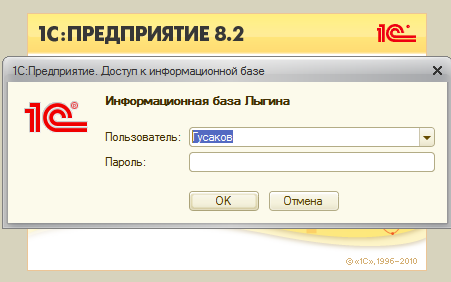 1С:ПРЕДПРИЯТИЕ 8.2
1С®
1С:Предприятие. Доступ к информационной базе
1С®
Информационная база Лыгина
Пользователь: Гусаков
Пароль:
OK Отмена
© «1С», 1996–2010